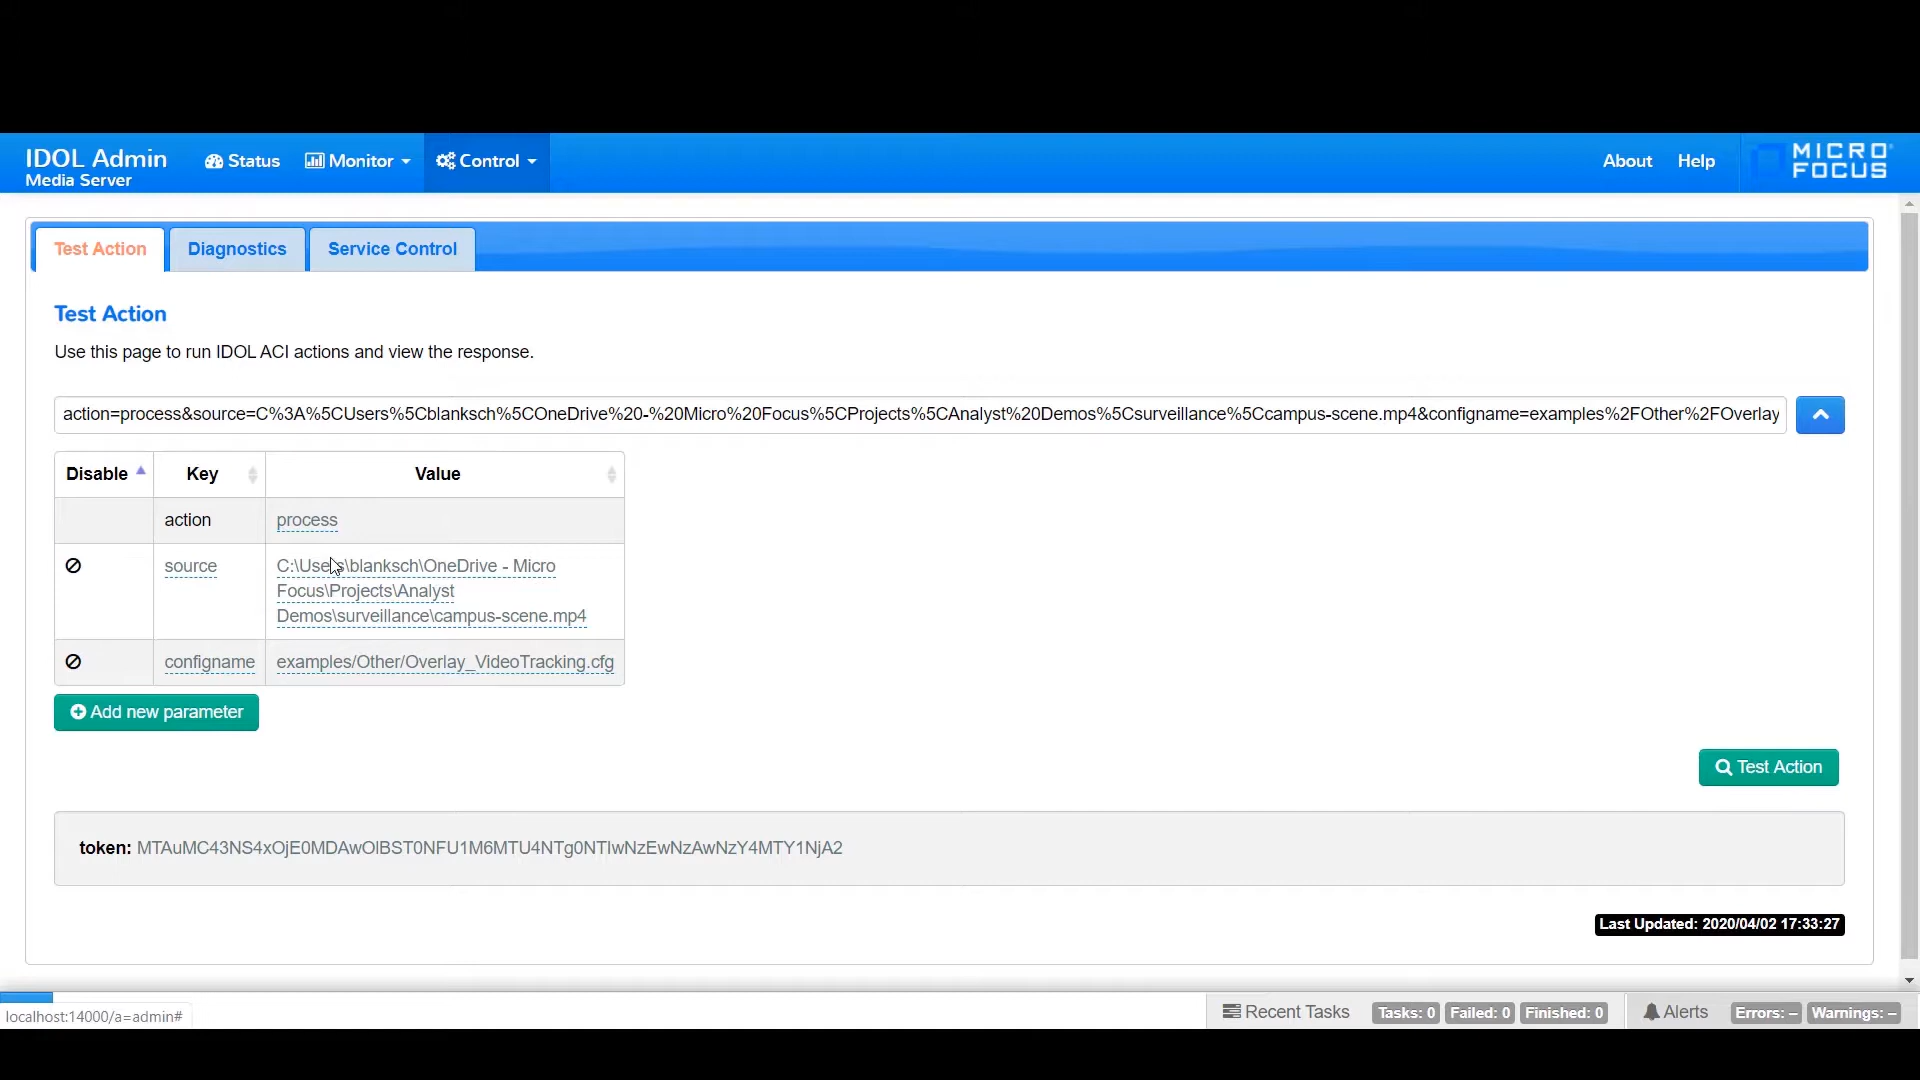 IDOL Admin
Media Server
Status
Monitor
Control
About
Help
MICRO
FOCUS
Test Action
Diagnostics
Service Control
Test Action
Use this page to run IDOL ACI actions and view the response.
action=process&source=C%3A%5CUsers%5Cblanksch%5COneDrive%20-%20Micro%20Focus%5CProjects%5CAnalyst%20Demos%5Csurveillance%5Ccampus-scene.mp4&configname=examples%2FOther%2FOverlay
Disable Key Value
action process
source C:\Users\blanksch\OneDrive - Micro
Focus\Projects\Analyst
Demos\surveillance\campus-scene.mp4
configname examples/Other/Overlay_VideoTracking.cfg
Add new parameter
Test Action
token: MTAuMC43NS4xOjE0MDAwOlBST0NFU1M6MTU4NTg0NTIwNzEwNzAwNzY4MTY1NjA2
Last Updated: 2020/04/02 17:33:27
localhost:14000/a=admin#
Recent Tasks Tasks: 0 Failed: 0 Finished: 0 Alerts Errors: – Warnings: –